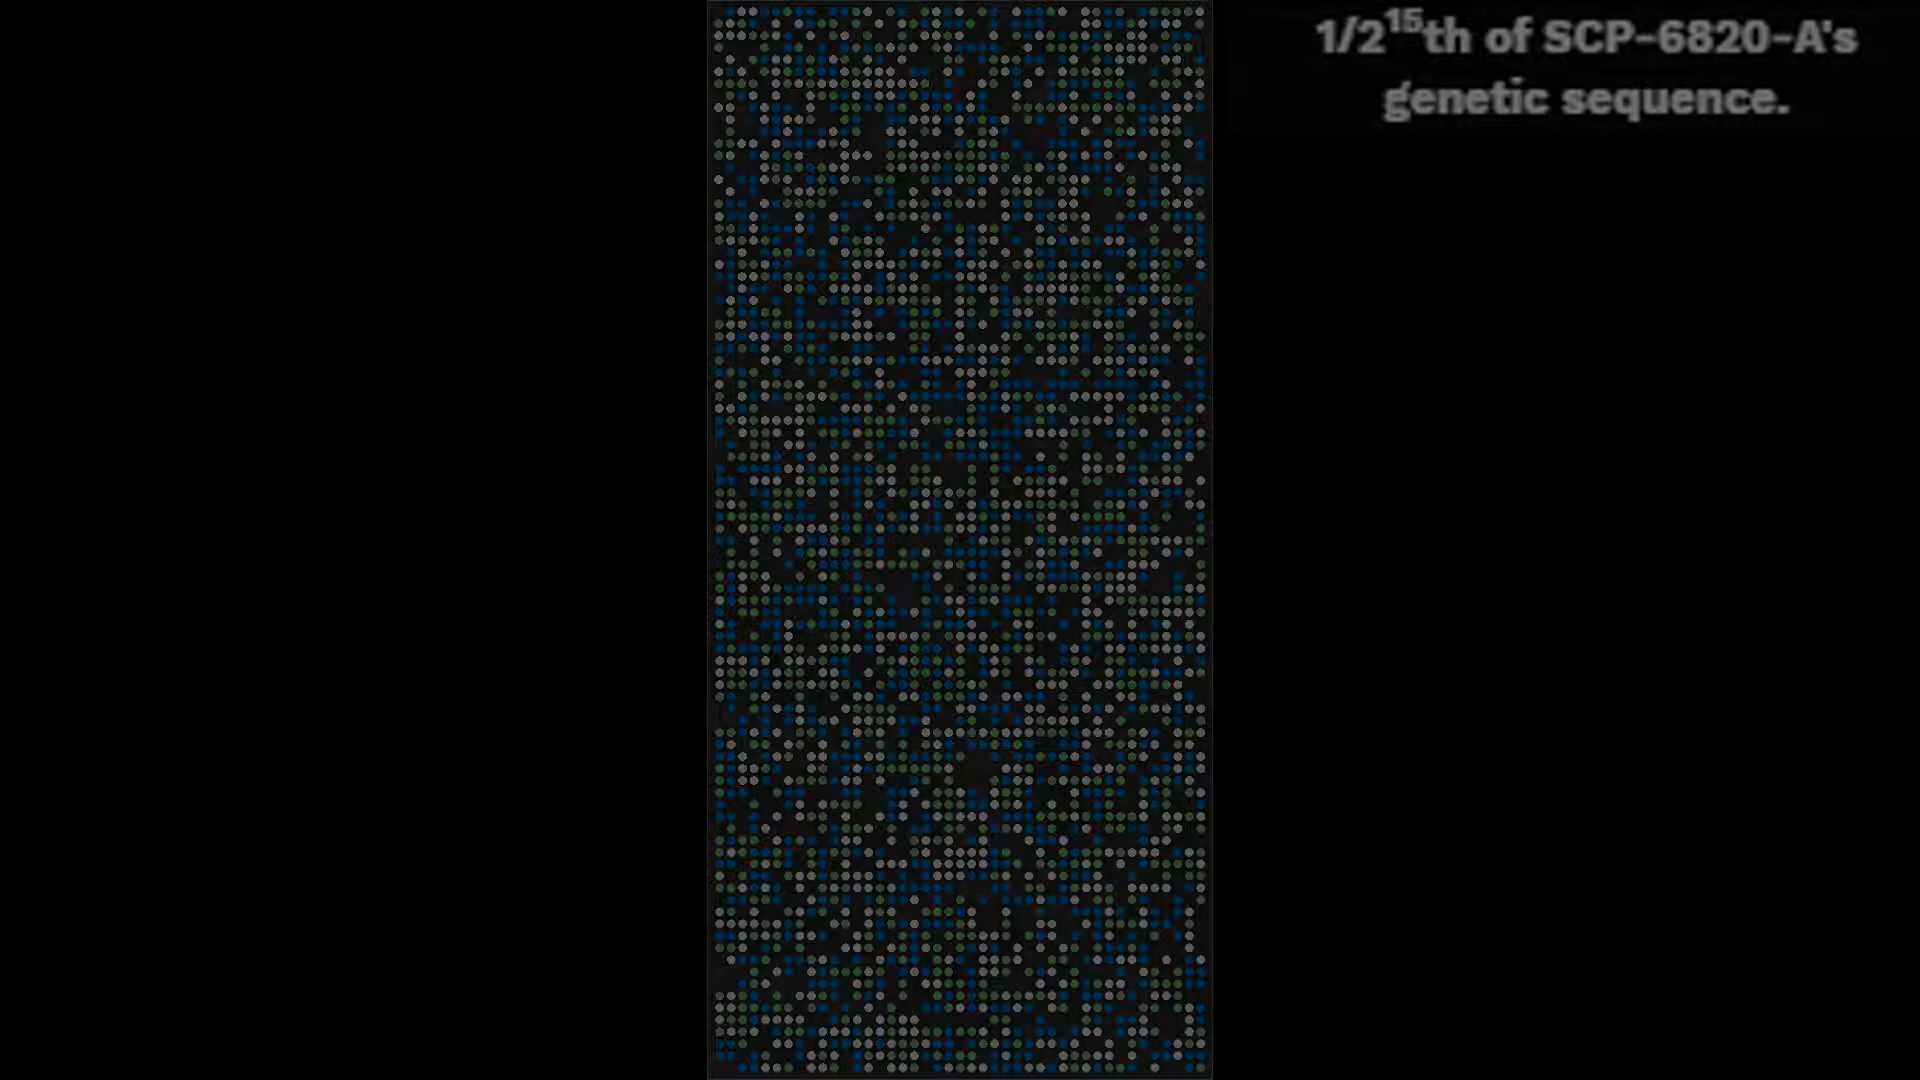 1/2¹⁵th of SCP-6820-A's
genetic sequence.